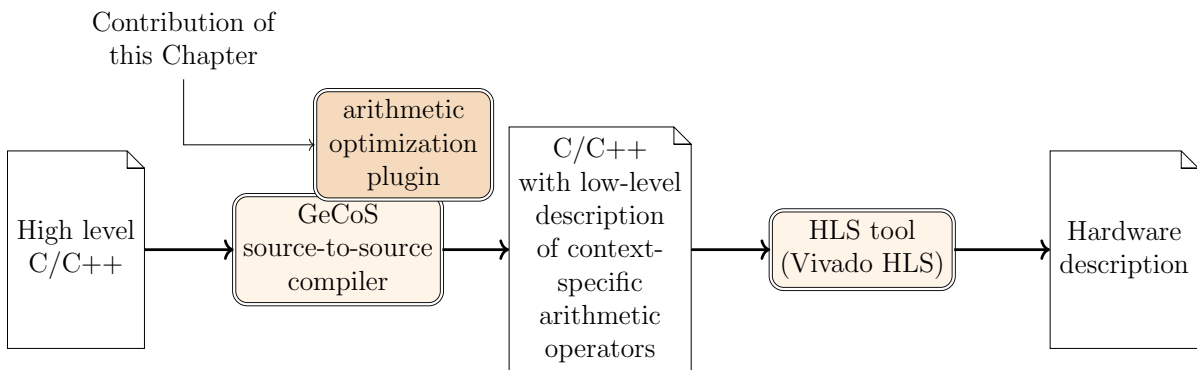 Contribution of
this Chapter
arithmetic
optimization
plugin
High level
C/C++
GeCoS
source-to-source
compiler
C/C++
with low-level
description
of context-
specific
arithmetic
operators
HLS tool
(Vivado HLS)
Hardware
description